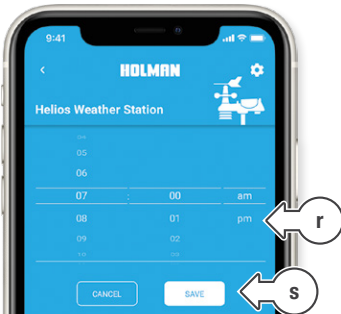 9:41
HOLMAN
Helios Weather Station
05
06
07 : 00 am
08 01 pm
09 02
CANCEL SAVE
r
s